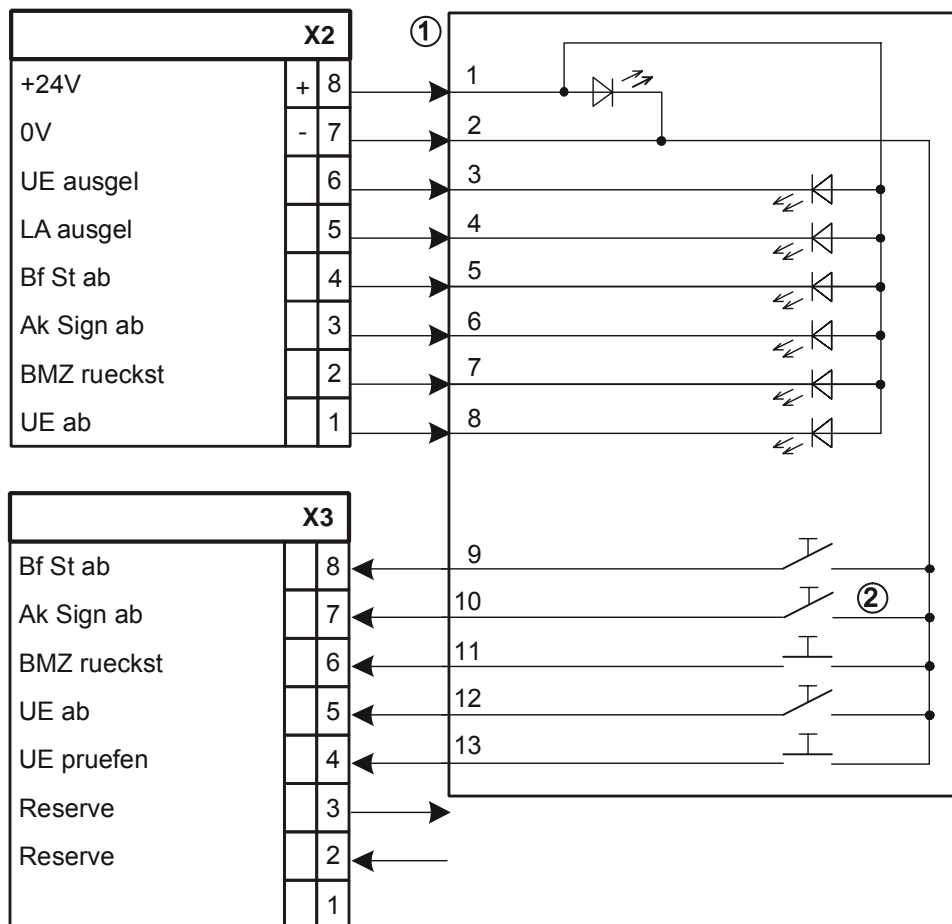 X2
①
+24V + 8 1
0V - 7 2
UE ausgel 6 3
LA ausgel 5 4
Bf St ab 4 5
Ak Sign ab 3 6
BMZ rueckst 2 7
UE ab 1 8
X3
Bf St ab 8 9
Ak Sign ab 7 10 ②
BMZ rueckst 6 11
UE ab 5 12
UE pruefen 4 13
Reserve 3
Reserve 2
1